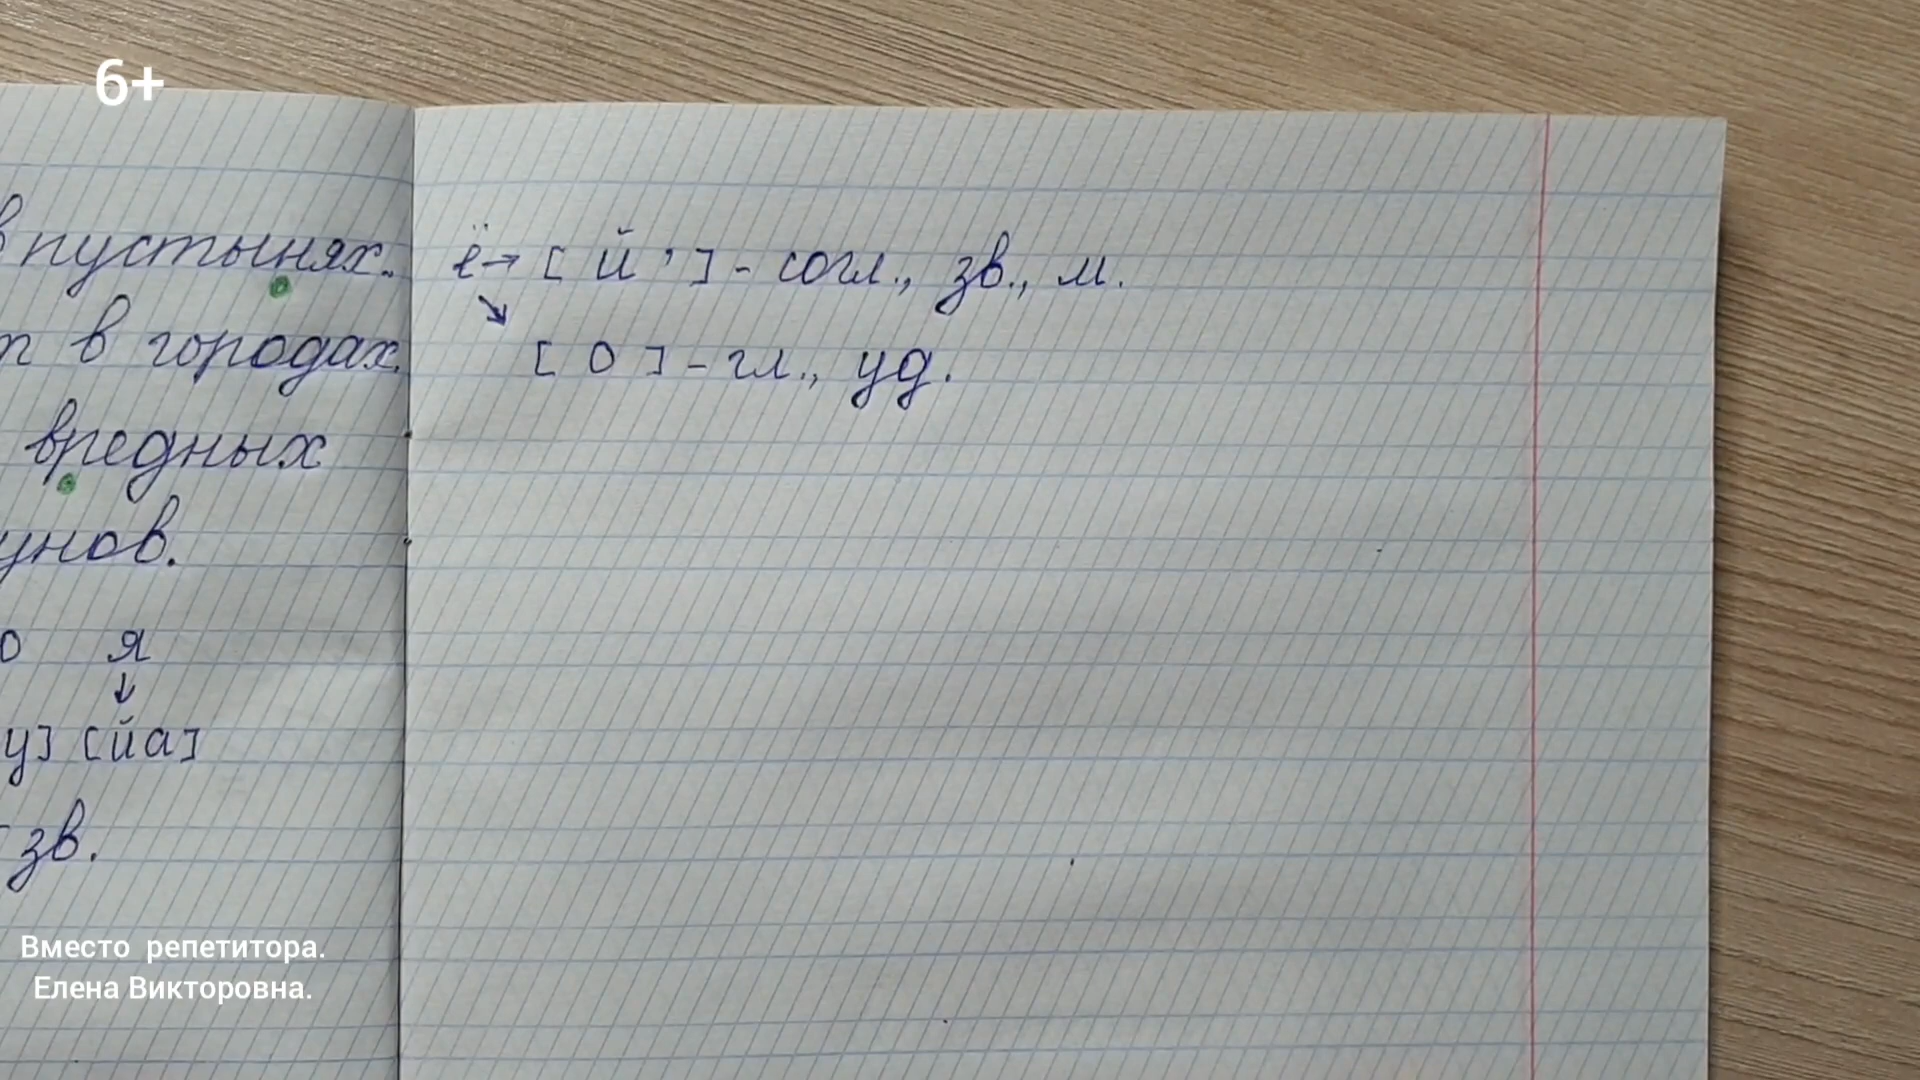 6+
в пустынях.
в городах.
вредных
унов.
я
↓
у] [йа]
зв.
ё→ [ й ' ] - согл., зв., м.
↘
[ о ] - гл., уд.
Вместо репетитора.
Елена Викторовна.